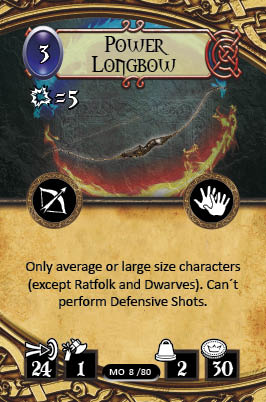 3
POWER
LONGBOW
=5
Only average or large size characters
(except Ratfolk and Dwarves). Can´t
perform Defensive Shots.
24 1 MO 8 /80 2 30